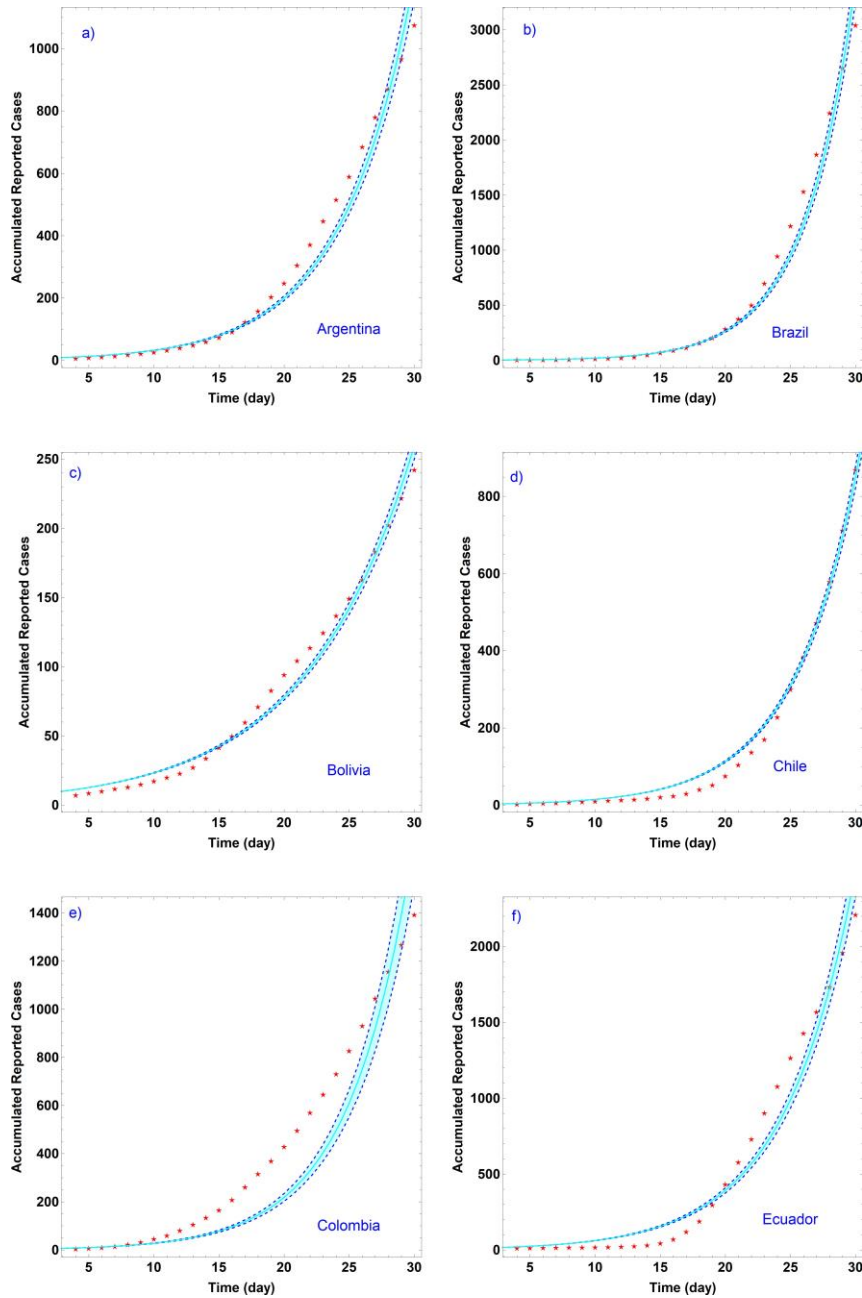 a)
Accumulated Reported Cases
1000
800
600
400
200
0
Argentina
5 10 15 20 25 30
Time (day)
b)
Accumulated Reported Cases
3000
2500
2000
1500
1000
500
0
Brazil
5 10 15 20 25 30
Time (day)
c)
Accumulated Reported Cases
250
200
150
100
50
0
Bolivia
5 10 15 20 25 30
Time (day)
d)
Accumulated Reported Cases
800
600
400
200
0
Chile
5 10 15 20 25 30
Time (day)
e)
Accumulated Reported Cases
1400
1200
1000
800
600
400
200
0
Colombia
5 10 15 20 25 30
Time (day)
f)
Accumulated Reported Cases
2000
1500
1000
500
0
Ecuador
5 10 15 20 25 30
Time (day)